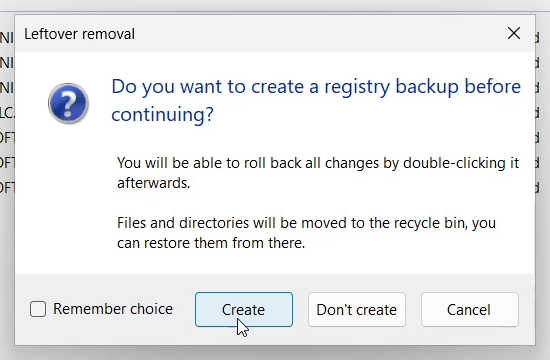 Leftover removal
Do you want to create a registry backup before
continuing?
You will be able to roll back all changes by double-clicking it
afterwards.
Files and directories will be moved to the recycle bin, you
can restore them from there.
Remember choice
Create
Don't create
Cancel